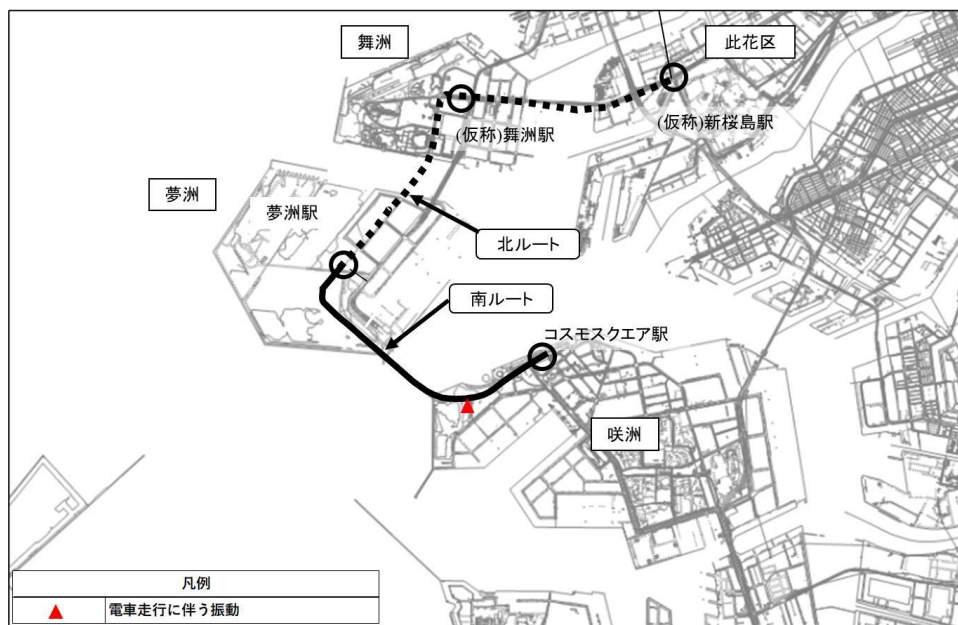 舞洲
此花区
(仮称)舞洲駅
(仮称)新桜島駅
夢洲
夢洲駅
北ルート
南ルート
コスモスクエア駅
咲洲
凡例
電車走行に伴う振動